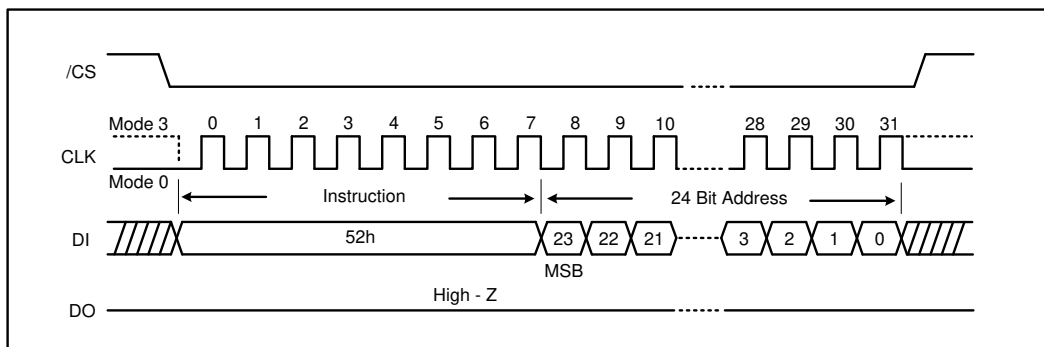 /CS
Mode 3 0 1 2 3 4 5 6 7 8 9 10 28 29 30 31
CLK
Mode 0
Instruction 24 Bit Address
DI 52h 23 22 21 3 2 1 0
MSB
High - Z
DO